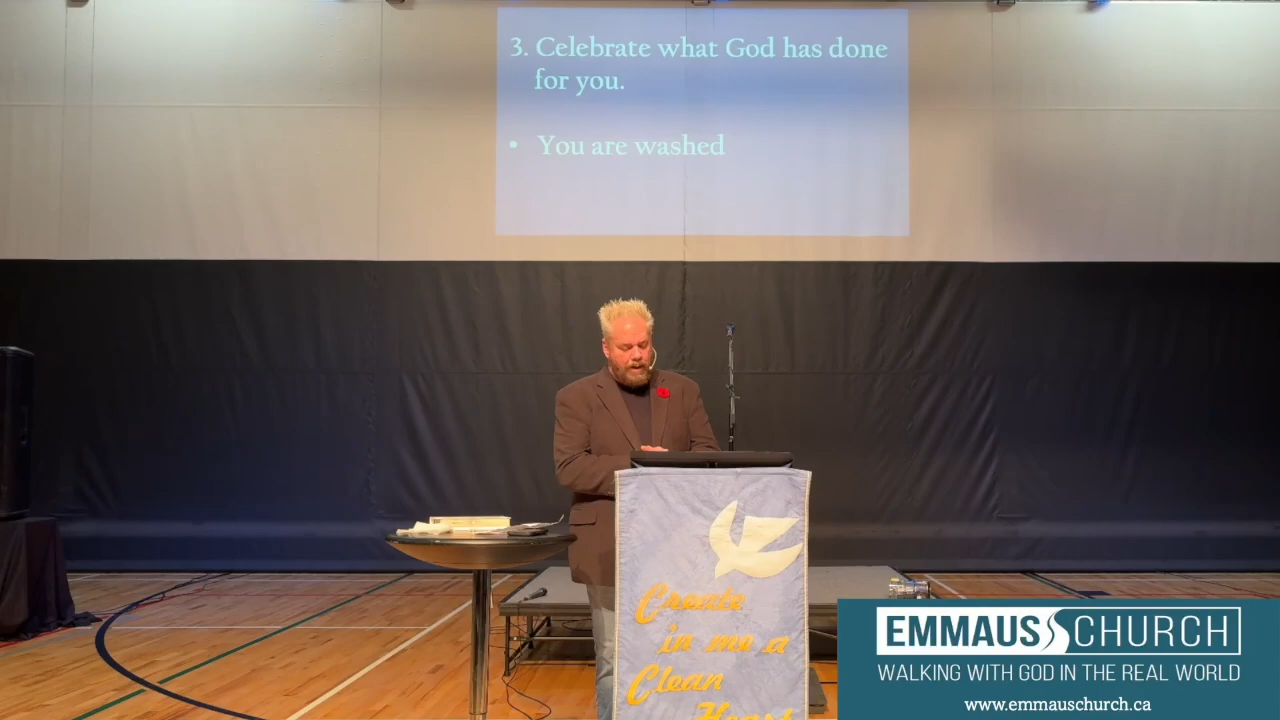 3. Celebrate what God has done
for you.
• You are washed
Create
in me a
Clean
Heart
EMMAUS CHURCH
WALKING WITH GOD IN THE REAL WORLD
www.emmauschurch.ca